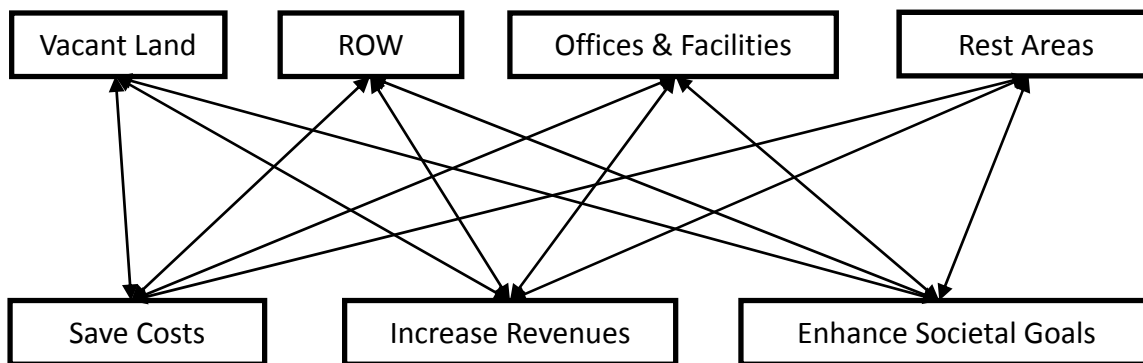 Vacant Land
ROW
Offices & Facilities
Rest Areas
Save Costs
Increase Revenues
Enhance Societal Goals